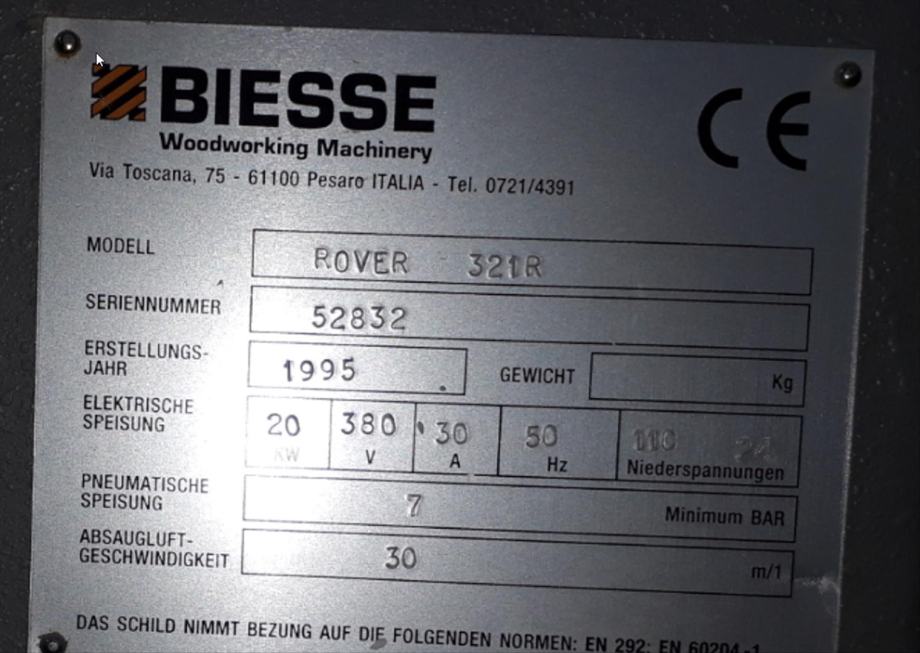 BIESSE
Woodworking Machinery
Via Toscana, 75 - 61100 Pesaro ITALIA - Tel. 0721/4391
CE
MODELL ROVER 321R
SERIENNUMMER 52832
ERSTELLUNGS-
JAHR 1995 GEWICHT Kg
ELEKTRISCHE
SPEISUNG 20 KW 380 V 30 A 50 Hz 110 24 Niederspannungen
PNEUMATISCHE
SPEISUNG 7 Minimum BAR
ABSAUGLUFT-
GESCHWINDIGKEIT 30 m/1
DAS SCHILD NIMMT BEZUNG AUF DIE FOLGENDEN NORMEN: EN 292; EN 60204-1